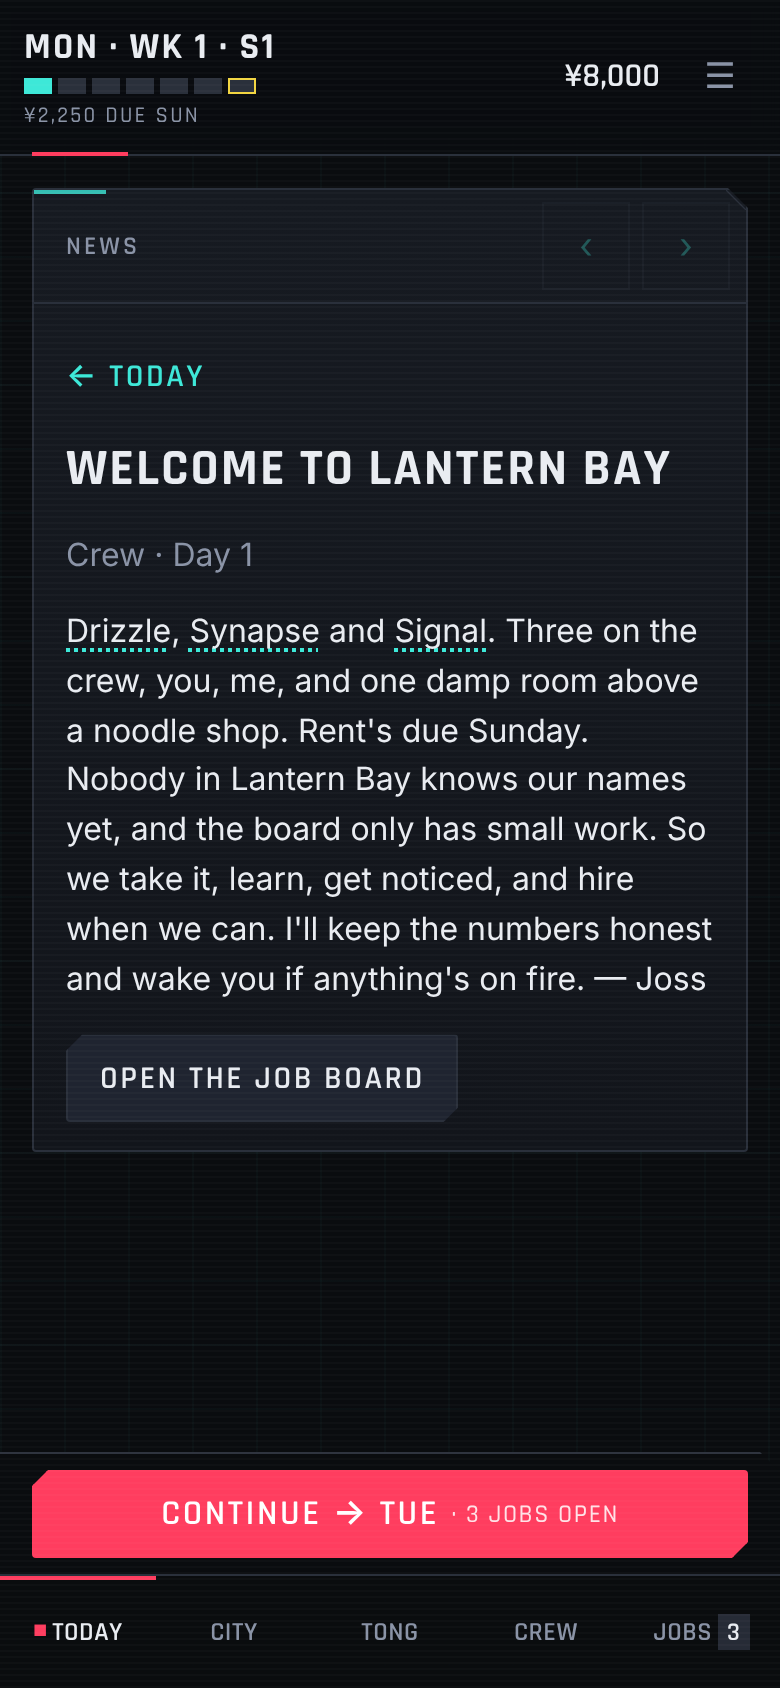 MON · WK 1 · S1
¥2,250 DUE SUN
¥8,000
NEWS
← TODAY
WELCOME TO LANTERN BAY
Crew · Day 1
Drizzle, Synapse and Signal. Three on the
crew, you, me, and one damp room above
a noodle shop. Rent's due Sunday.
Nobody in Lantern Bay knows our names
yet, and the board only has small work. So
we take it, learn, get noticed, and hire
when we can. I'll keep the numbers honest
and wake you if anything's on fire. — Joss
OPEN THE JOB BOARD
CONTINUE → TUE · 3 JOBS OPEN
TODAY CITY TONG CREW JOBS 3